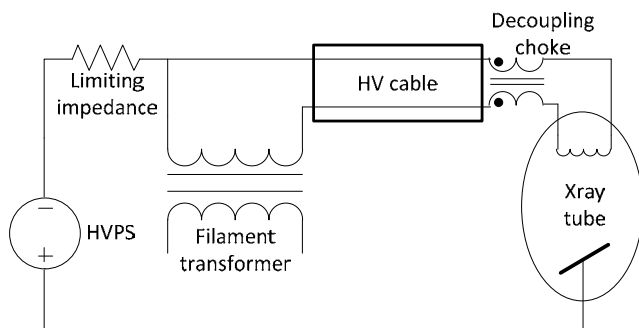 Decoupling
choke
Limiting
impedance
HV cable
−
HVPS
+
Filament
transformer
Xray
tube